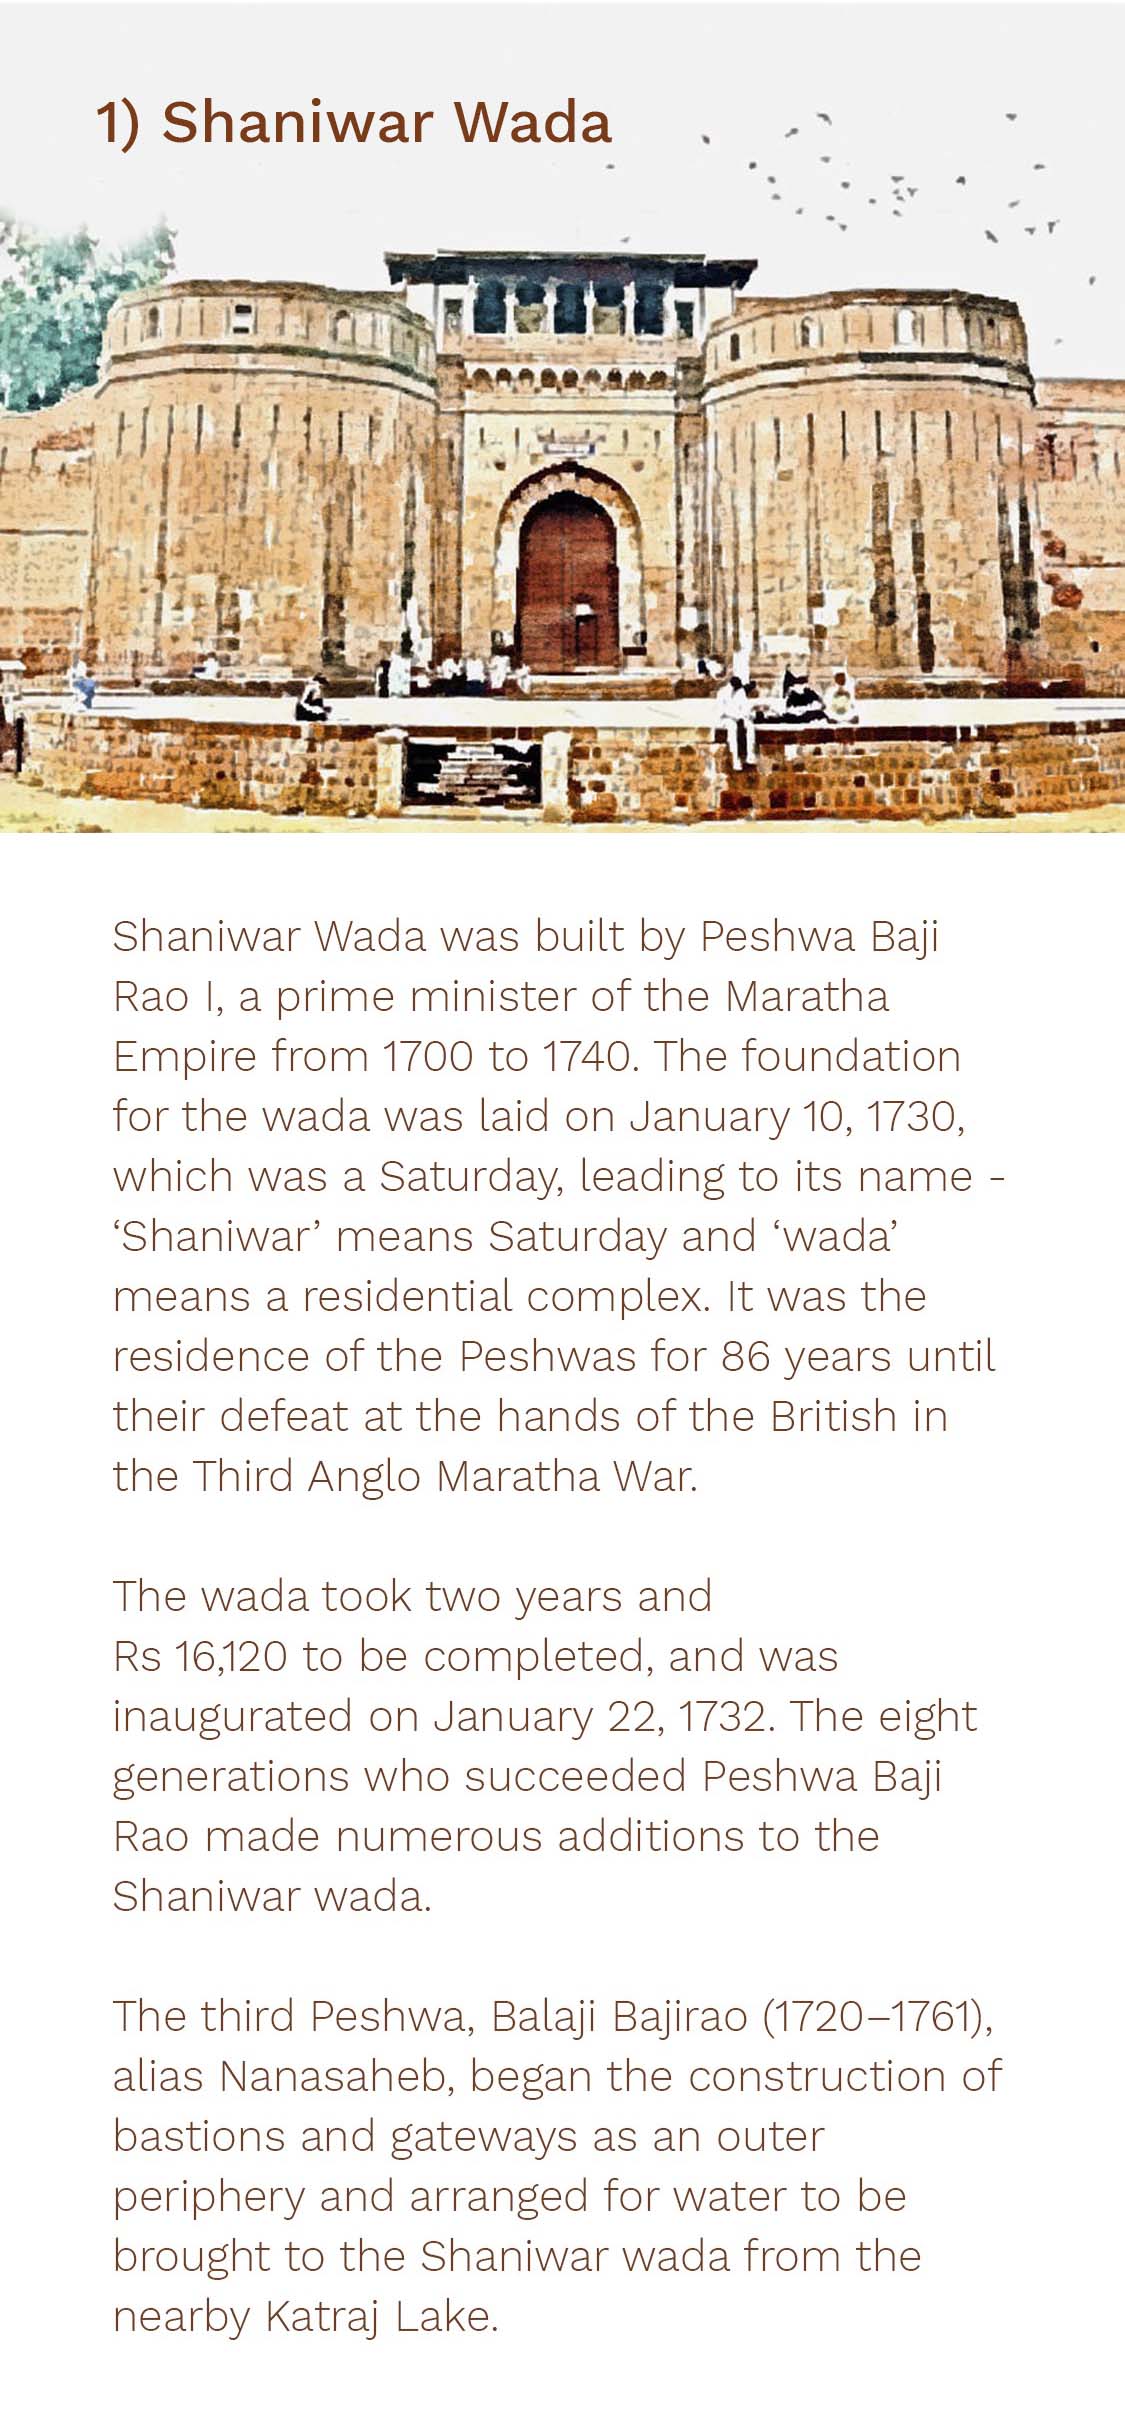 1) Shaniwar Wada
Shaniwar Wada was built by Peshwa Baji
Rao I, a prime minister of the Maratha
Empire from 1700 to 1740. The foundation
for the wada was laid on January 10, 1730,
which was a Saturday, leading to its name -
‘Shaniwar’ means Saturday and ‘wada’
means a residential complex. It was the
residence of the Peshwas for 86 years until
their defeat at the hands of the British in
the Third Anglo Maratha War.
The wada took two years and
Rs 16,120 to be completed, and was
inaugurated on January 22, 1732. The eight
generations who succeeded Peshwa Baji
Rao made numerous additions to the
Shaniwar wada.
The third Peshwa, Balaji Bajirao (1720–1761),
alias Nanasaheb, began the construction of
bastions and gateways as an outer
periphery and arranged for water to be
brought to the Shaniwar wada from the
nearby Katraj Lake.